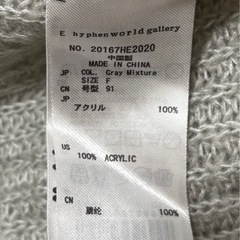 E hyphenworld gallery
NO. 20167HE2020
中国製
MADE IN CHINA
JP COL. Gray Mixture
JP SIZE F
CN 号型 91
JP
アクリル 100%
US
100% ACRYLIC
CN
腈纶 100%